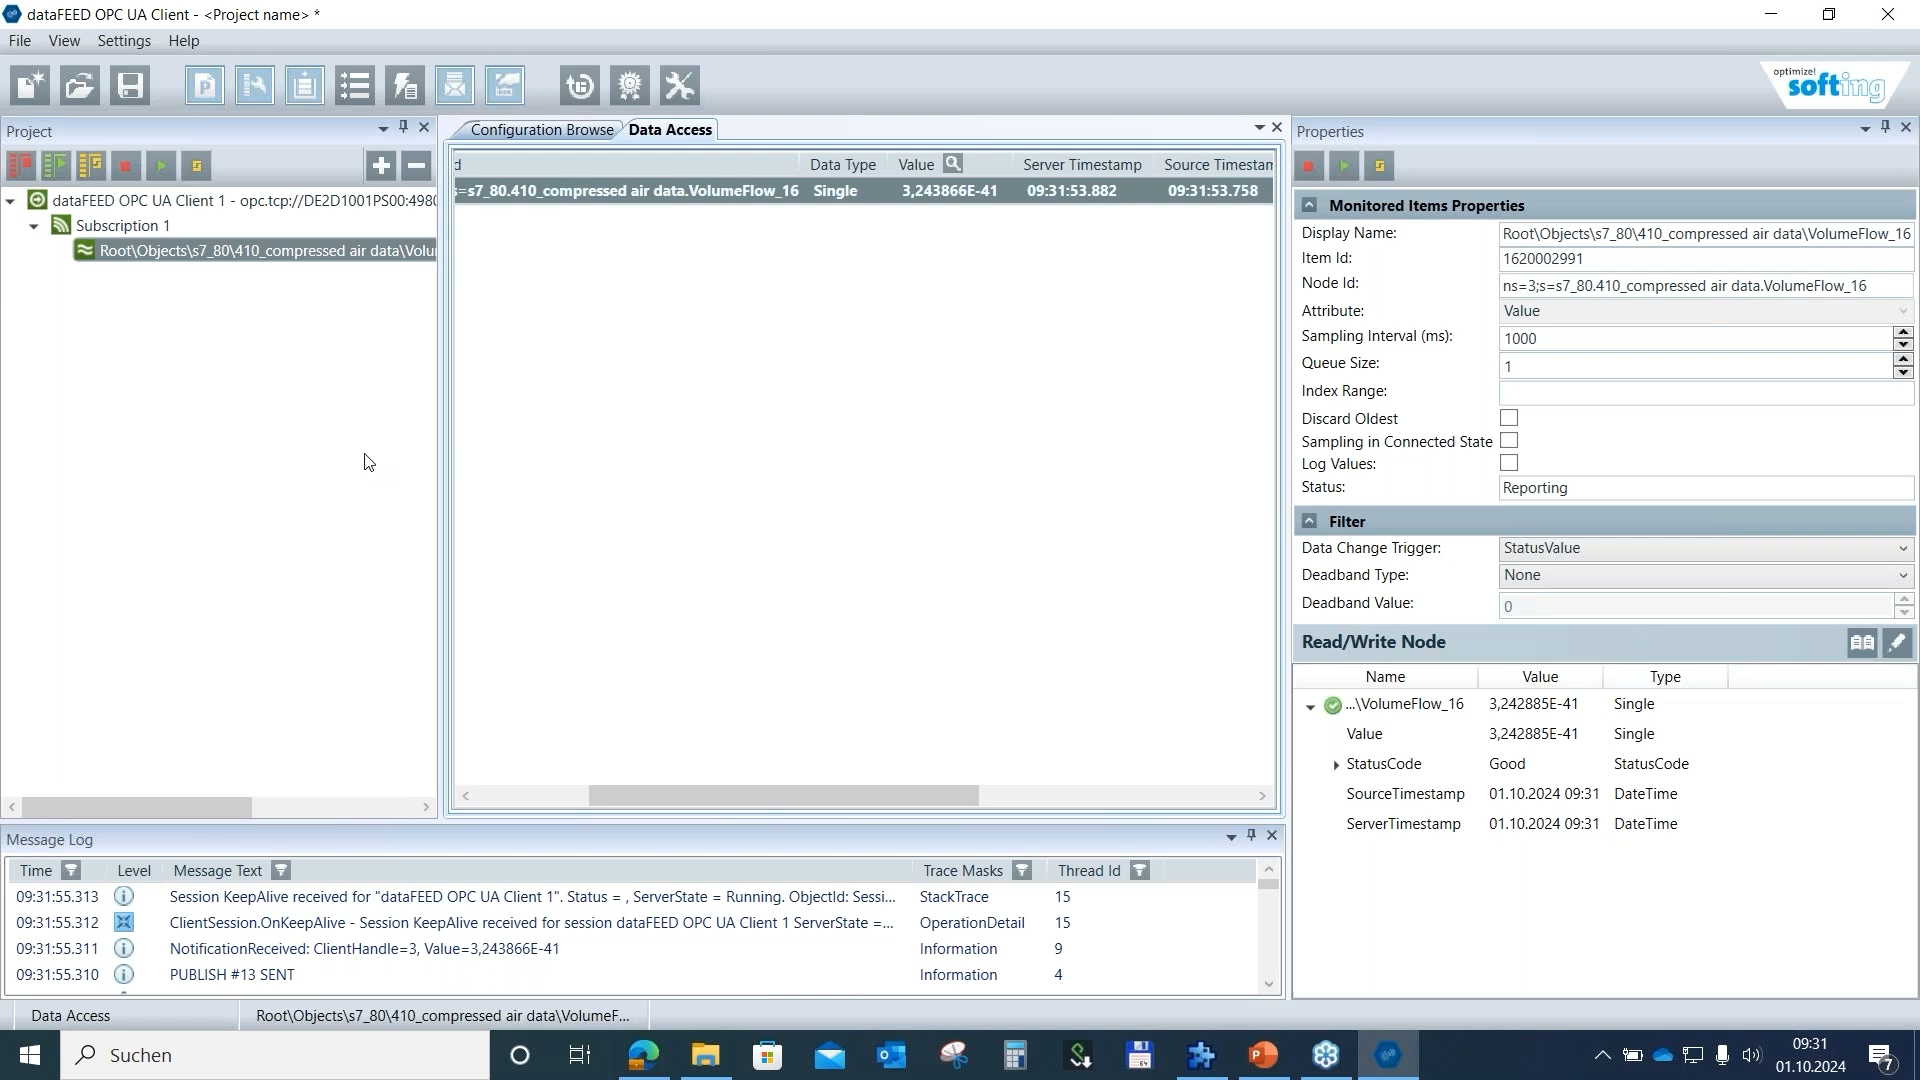 dataFEED OPC UA Client - <Project name> *
File View Settings Help
optimize!
softing
Project
Configuration Browse Data Access
Properties
dataFEED OPC UA Client 1 - opc.tcp://DE2D1001PS00:4980
Subscription 1
Root\Objects\s7_80\410_compressed air data\Volu
d Data Type Value Server Timestamp Source Timestam
s=s7_80.410_compressed air data.VolumeFlow_16 Single 3,243866E-41 09:31:53.882 09:31:53.758
Monitored Items Properties
Display Name: Root\Objects\s7_80\410_compressed air data\VolumeFlow_16
Item Id: 1620002991
Node Id: ns=3;s=s7_80.410_compressed air data.VolumeFlow_16
Attribute: Value
Sampling Interval (ms): 1000
Queue Size: 1
Index Range:
Discard Oldest
Sampling in Connected State
Log Values:
Status: Reporting
Filter
Data Change Trigger: StatusValue
Deadband Type: None
Deadband Value: 0
Read/Write Node
Name Value Type
...\VolumeFlow_16 3,242885E-41 Single
Value 3,242885E-41 Single
StatusCode Good StatusCode
SourceTimestamp 01.10.2024 09:31 DateTime
ServerTimestamp 01.10.2024 09:31 DateTime
Message Log
Time Level Message Text Trace Masks Thread Id
09:31:55.313 Session KeepAlive received for "dataFEED OPC UA Client 1". Status = , ServerState = Running. ObjectId: Sessi... StackTrace 15
09:31:55.312 ClientSession.OnKeepAlive - Session KeepAlive received for session dataFEED OPC UA Client 1 ServerState =... OperationDetail 15
09:31:55.311 NotificationReceived: ClientHandle=3, Value=3,243866E-41 Information 9
09:31:55.310 PUBLISH #13 SENT Information 4
Data Access Root\Objects\s7_80\410_compressed air data\VolumeF...
Suchen
09:31
01.10.2024
7